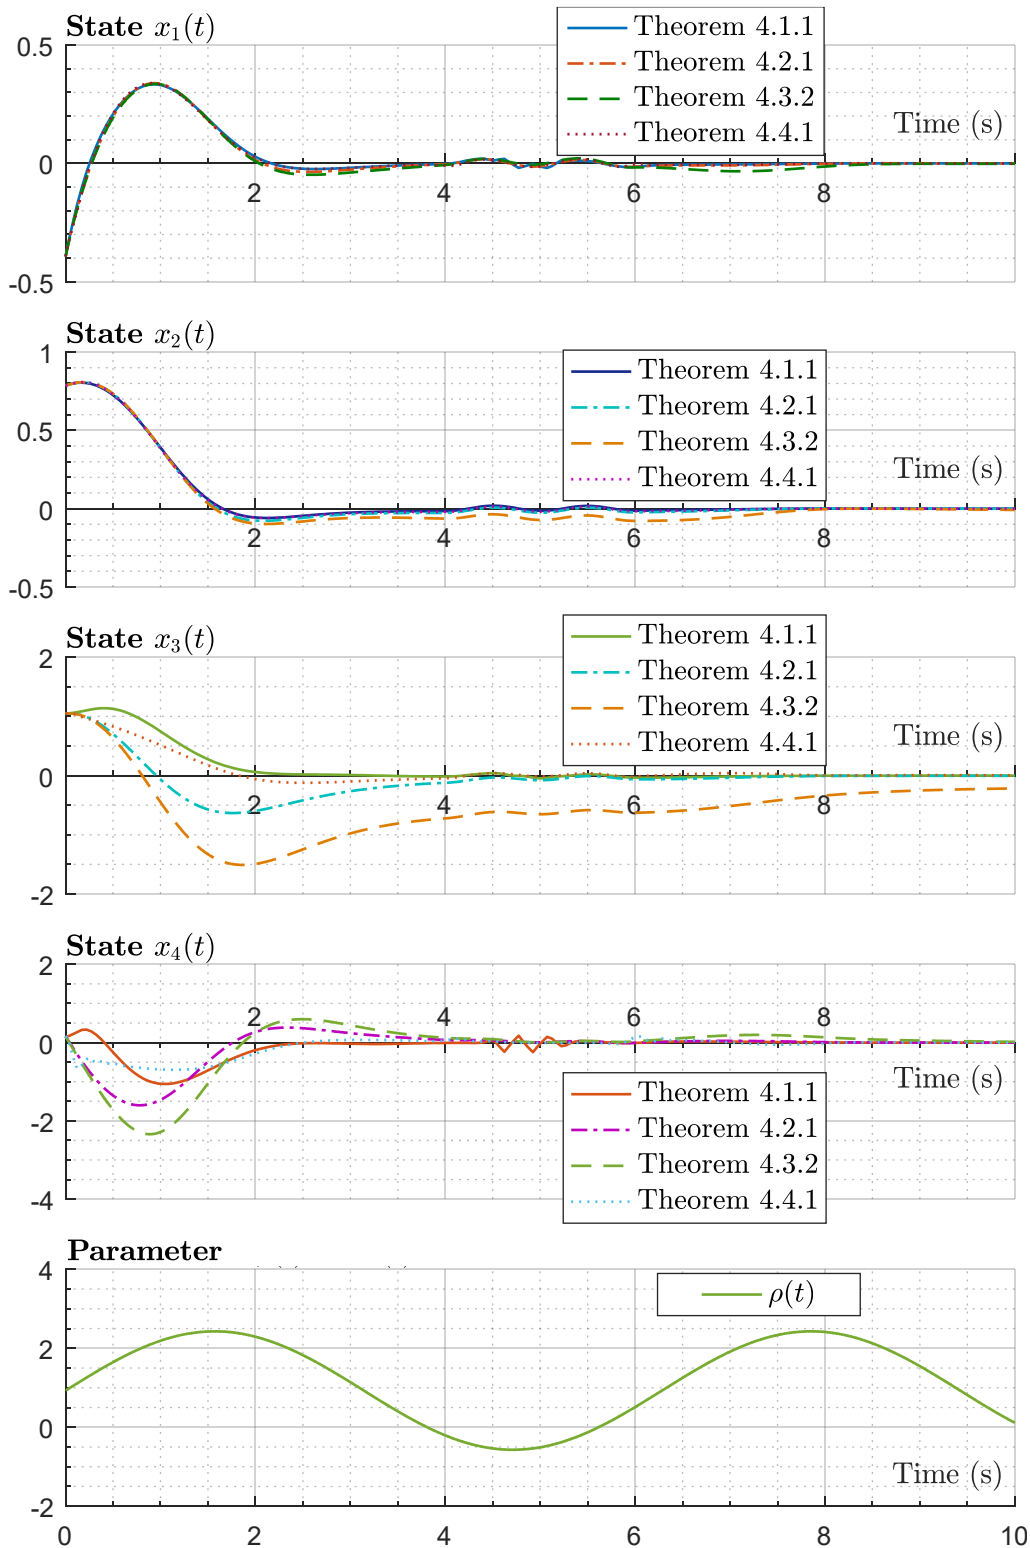 State x₁(t)
Theorem 4.1.1
Theorem 4.2.1
Theorem 4.3.2
Theorem 4.4.1
Time (s)
0.5
0
-0.5
2 4 6 8
State x₂(t)
Theorem 4.1.1
Theorem 4.2.1
Theorem 4.3.2
Theorem 4.4.1
Time (s)
1
0.5
0
-0.5
2 4 6 8
State x₃(t)
Theorem 4.1.1
Theorem 4.2.1
Theorem 4.3.2
Theorem 4.4.1
Time (s)
2
0
-2
2 4 6 8
State x₄(t)
2
0
-2
-4
2 4 6 8
Time (s)
Theorem 4.1.1
Theorem 4.2.1
Theorem 4.3.2
Theorem 4.4.1
Parameter
ρ(t)
4
2
0
-2
Time (s)
0 2 4 6 8 10